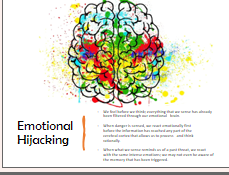 We feel before we think: everything that we sense has already
been filtered through our emotional brain.
Emotional
Hijacking
When danger is sensed, we react emotionally first
before the information has reached any part of the
cerebral cortex that allows us to process and think
rationally.
When what we sense reminds us of a past threat, we react
with the same intense emotions; we may not even be aware of
the memory that has been triggered.